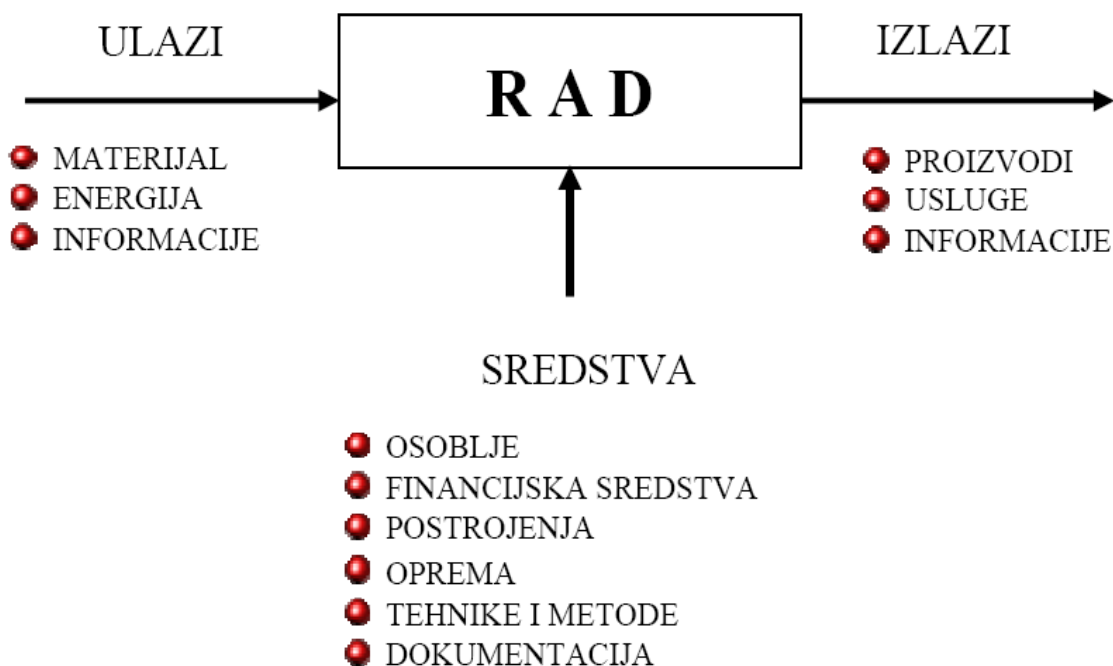 ULAZI
IZLAZI
R A D
MATERIJAL
ENERGIJA
INFORMACIJE
PROIZVODI
USLUGE
INFORMACIJE
SREDSTVA
OSOBLJE
FINANCIJSKA SREDSTVA
POSTROJENJA
OPREMA
TEHNIKE I METODE
DOKUMENTACIJA